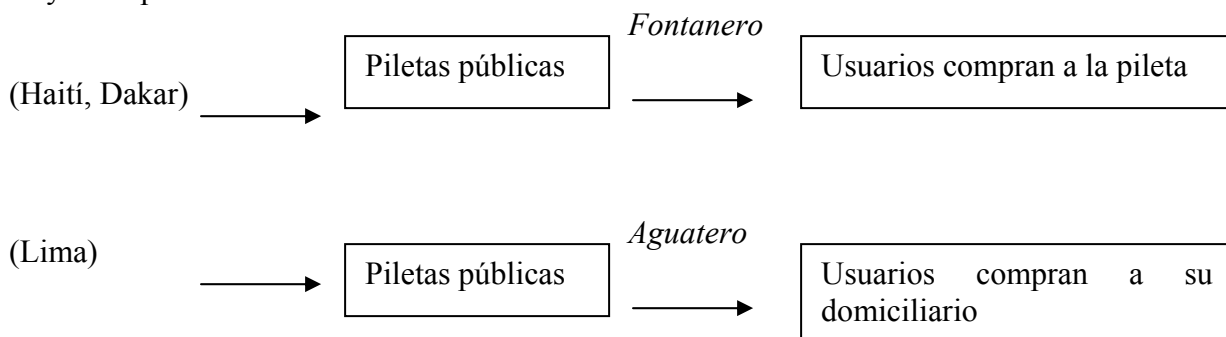 Fontanero
Piletas públicas
Usuarios compran a la pileta
(Haití, Dakar)
Aguatero
(Lima)
Piletas públicas
Usuarios compran a su
domiciliario